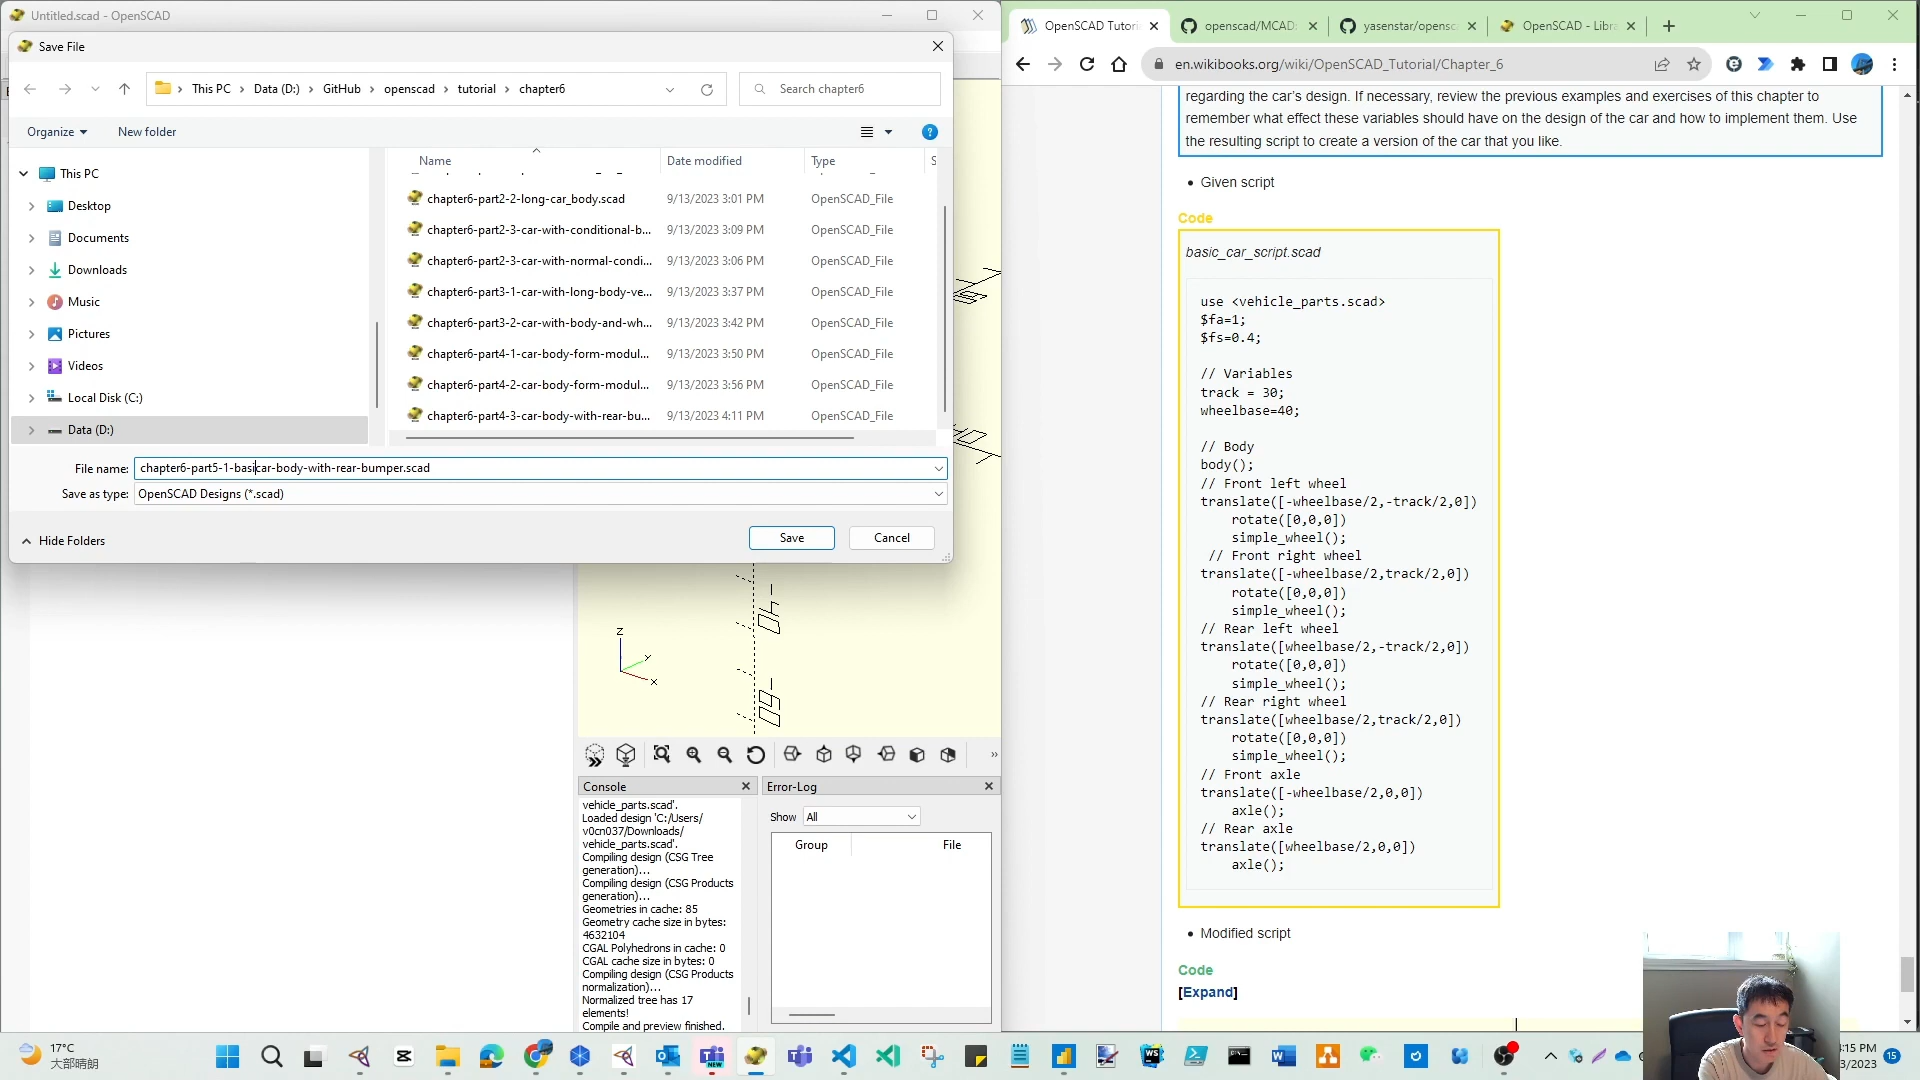 Untitled.scad - OpenSCAD
Save File
This PC
Data (D:)
GitHub
openscad
tutorial
chapter6
Search chapter6
Organize
New folder
Name
Date modified
Type
S
This PC
Desktop
Documents
Downloads
Music
Pictures
Videos
Local Disk (C:)
Data (D:)
chapter6-part2-2-long-car_body.scad 9/13/2023 3:01 PM OpenSCAD_File
chapter6-part2-3-car-with-conditional-b... 9/13/2023 3:09 PM OpenSCAD_File
chapter6-part2-3-car-with-normal-condi... 9/13/2023 3:06 PM OpenSCAD_File
chapter6-part3-1-car-with-long-body-ve... 9/13/2023 3:37 PM OpenSCAD_File
chapter6-part3-2-car-with-body-and-wh... 9/13/2023 3:42 PM OpenSCAD_File
chapter6-part4-1-car-body-form-modul... 9/13/2023 3:50 PM OpenSCAD_File
chapter6-part4-2-car-body-form-modul... 9/13/2023 3:56 PM OpenSCAD_File
chapter6-part4-3-car-body-with-rear-bu... 9/13/2023 4:11 PM OpenSCAD_File
File name: chapter6-part5-1-basicar-body-with-rear-bumper.scad
Save as type: OpenSCAD Designs (*.scad)
Hide Folders
Save
Cancel
z
y
x
Console
vehicle_parts.scad'.
Loaded design 'C:/Users/
v0cn037/Downloads/
vehicle_parts.scad'.
Compiling design (CSG Tree
generation)...
Compiling design (CSG Products
generation)...
Geometries in cache: 85
Geometry cache size in bytes:
4632104
CGAL Polyhedrons in cache: 0
CGAL cache size in bytes: 0
Compiling design (CSG Products
normalization)...
Normalized tree has 17
elements!
Compile and preview finished.
Error-Log
Show All
Group
File
OpenSCAD Tutori
openscad/MCAD:
yasenstar/opensc
OpenSCAD - Libra
en.wikibooks.org/wiki/OpenSCAD_Tutorial/Chapter_6
regarding the car's design. If necessary, review the previous examples and exercises of this chapter to
remember what effect these variables should have on the design of the car and how to implement them. Use
the resulting script to create a version of the car that you like.
• Given script
Code
basic_car_script.scad
use <vehicle_parts.scad>
$fa=1;
$fs=0.4;
// Variables
track = 30;
wheelbase=40;
// Body
body();
// Front left wheel
translate([-wheelbase/2,-track/2,0])
rotate([0,0,0])
simple_wheel();
// Front right wheel
translate([-wheelbase/2,track/2,0])
rotate([0,0,0])
simple_wheel();
// Rear left wheel
translate([wheelbase/2,-track/2,0])
rotate([0,0,0])
simple_wheel();
// Rear right wheel
translate([wheelbase/2,track/2,0])
rotate([0,0,0])
simple_wheel();
// Front axle
translate([-wheelbase/2,0,0])
axle();
// Rear axle
translate([wheelbase/2,0,0])
axle();
• Modified script
Code
[Expand]
17°C
大部晴朗
NEW
:15 PM
3/2023
15